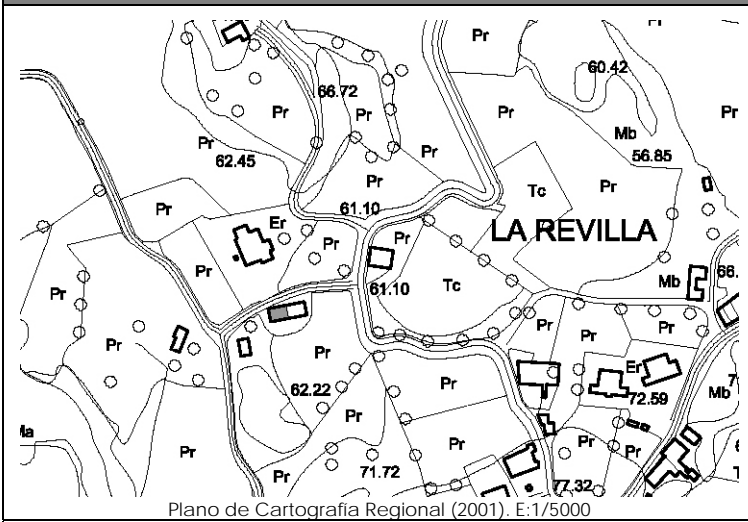 Pr
60.42
66.72
Pr
Pr
Pr
Mb
Pr
Pr
62.45
Pr
56.85
Pr
Tc
Pr
Pr
61.10
Er
Pr
Pr
LA REVILLA
Pr
66.
Pr
61.10
Tc
Mb
Pr
Pr
Pr
Pr
Pr
Er
62.22
Pr
72.59
Mb
Pr
Pr
Pr
Pr
Pr
Pr
71.72
77.32
Plano de Cartografía Regional (2001). E:1/5000